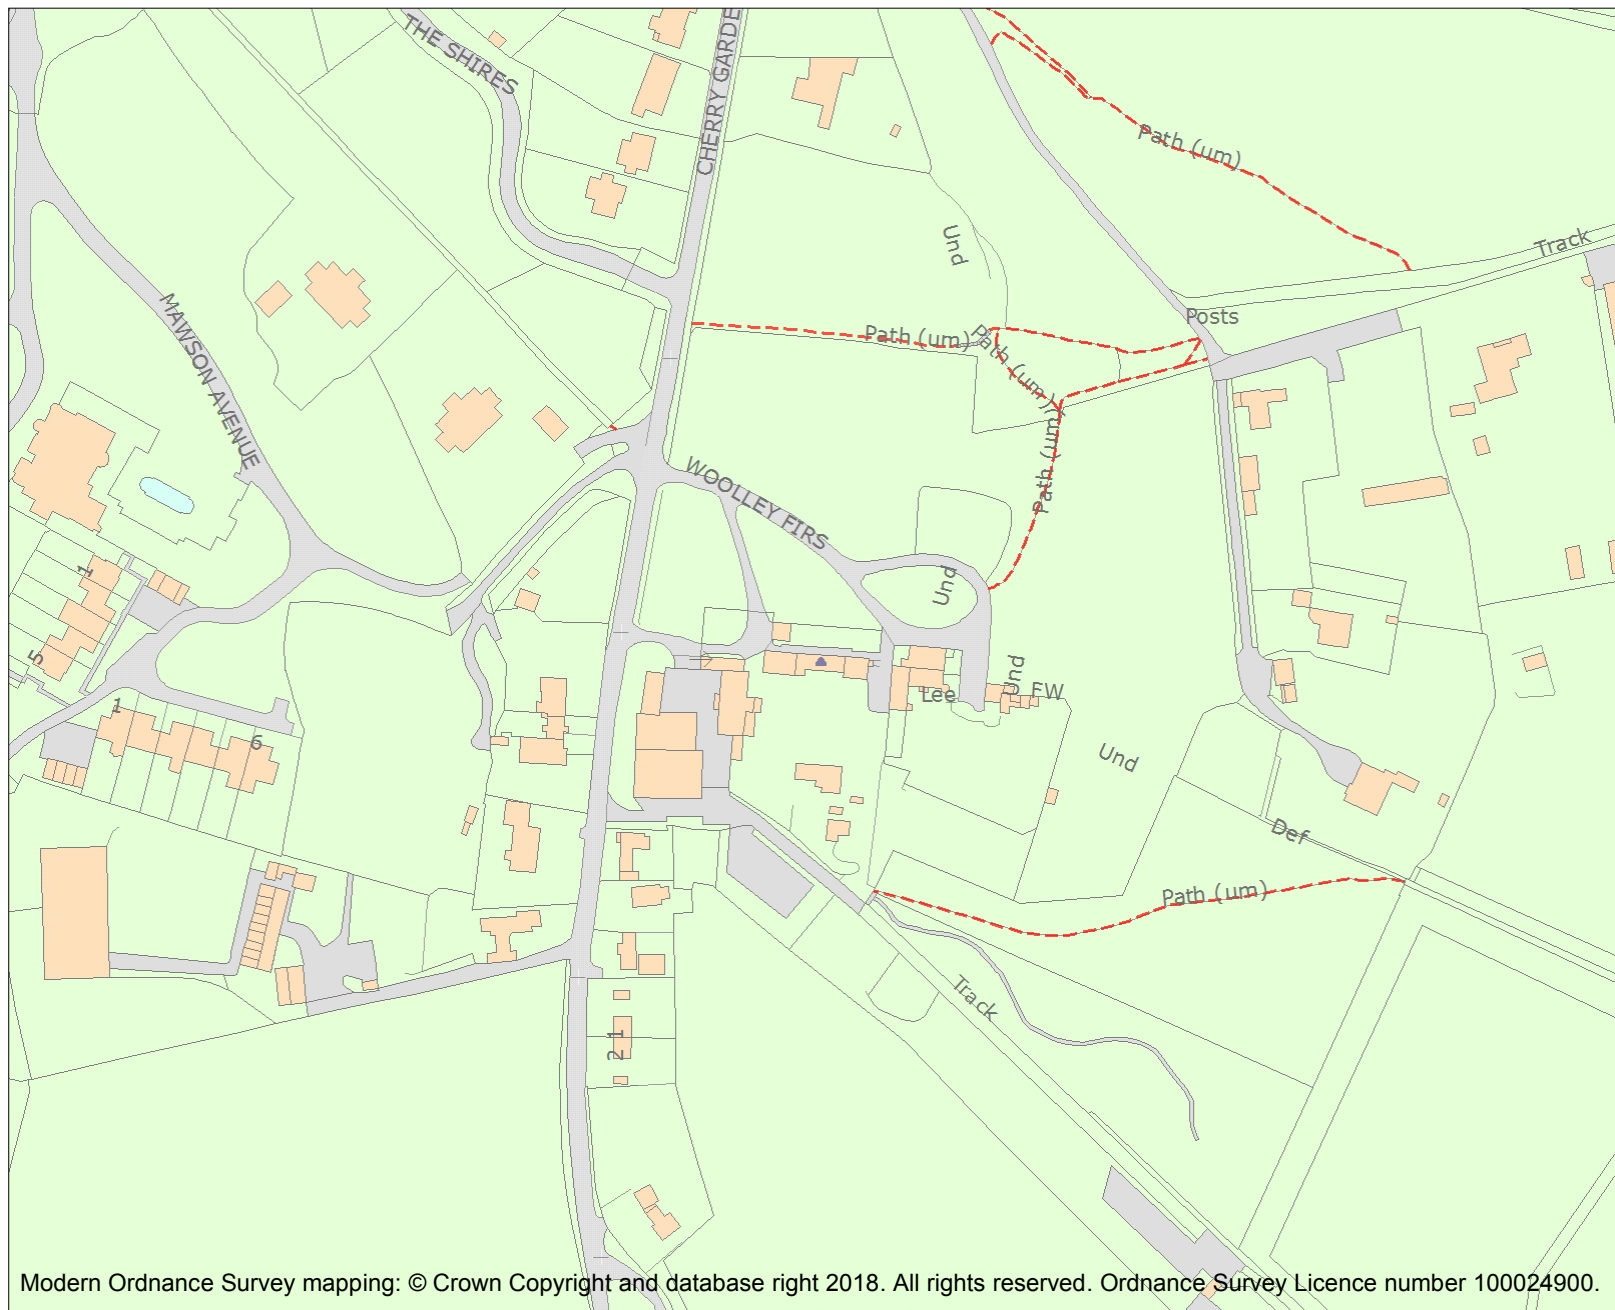 THE SHIRES
CHERRY GARDE
Path (um)
Und
Track
MAWSON AVENUE
Posts
Path (um)
Path (um)
Path (um)
WOOLLEY FIRS
Und
1
5
Und
Lee
FW
1
6
Und
Def
Path (um)
Track
1
2
Modern Ordnance Survey mapping: © Crown Copyright and database right 2018. All rights reserved. Ordnance Survey Licence number 100024900.